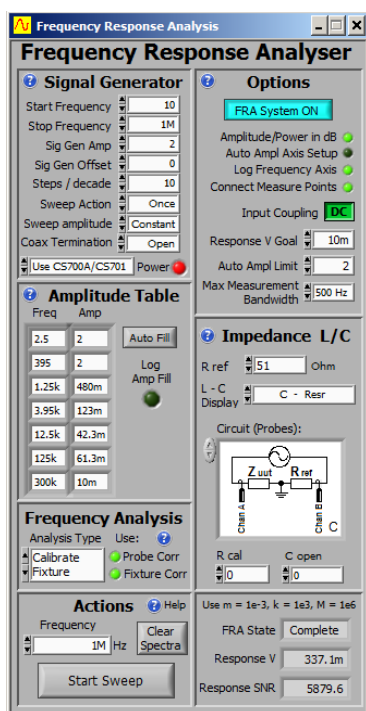 Frequency Response Analysis
Frequency Response Analyser
Signal Generator
Start Frequency 10
Stop Frequency 1M
Sig Gen Amp 2
Sig Gen Offset 0
Steps / decade 10
Sweep Action Once
Sweep amplitude Constant
Coax Termination Open
Use CS700A/CS701 Power
Options
FRA System ON
Amplitude/Power in dB
Auto Ampl Axis Setup
Log Frequency Axis
Connect Measure Points
Input Coupling DC
Response V Goal 10m
Auto Ampl Limit 2
Max Measurement
Bandwidth 500 Hz
Amplitude Table
Freq Amp
2.5 2 Auto Fill
395 2 Log
Amp Fill
1.25k 480m
3.95k 123m
12.5k 42.3m
125k 61.3m
300k 10m
Impedance L/C
R ref 51 Ohm
L - C
Display C - Resr
Circuit (Probes):
Z uut R ref
Chan A Chan B C
R cal C open
0 0
Frequency Analysis
Analysis Type Use:
Calibrate Probe Corr
Fixture Fixture Corr
Actions Help
Frequency
1M Hz
Clear
Spectra
Start Sweep
Use m = 1e-3, k = 1e3, M = 1e6
FRA State Complete
Response V 337.1m
Response SNR 5879.6